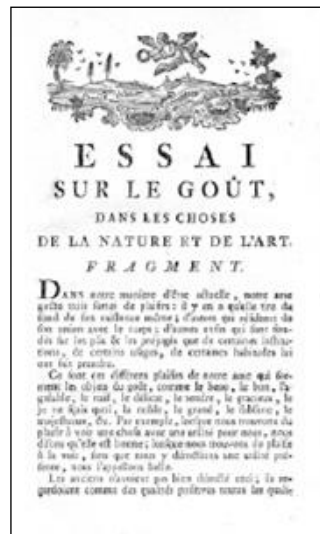 ESSAI
SUR LE GOÛT,
DANS LES CHOSES
DE LA NATURE ET DE L'ART.
FRAGMENT.
DANS notre manière d'être actuelle, notre ame
goûte trois sortes de plaisirs : il y en a qu'elle tire du
fond de son existence même ; d'autres qui résultent de
son union avec le corps ; d'autres enfin qui sont fon-
dés sur les plis & les préjugés que de certaines institu-
tions, de certains usages, de certaines habitudes lui
ont fait prendre.
Ce sont ces différens plaisirs de notre ame qui for-
ment les objets du goût, comme le beau, le bon, l'a-
gréable, le naïf, le délicat, le tendre, le gracieux, le
je ne sçais quoi, le noble, le grand, le sublime, le
majestueux, &c. Par exemple, lorsque nous trouvons du
plaisir à voir une chose avec une utilité pour nous, nous
disons qu'elle est bonne ; lorsque nous trouvons du plaisir
à la voir, sans que nous y démêlions une utilité pré-
sente, nous l'appellons belle.
Les anciens n'avoient pas bien démêlé ceci ; ils re-
gardoient comme des qualités positives toutes les quali-